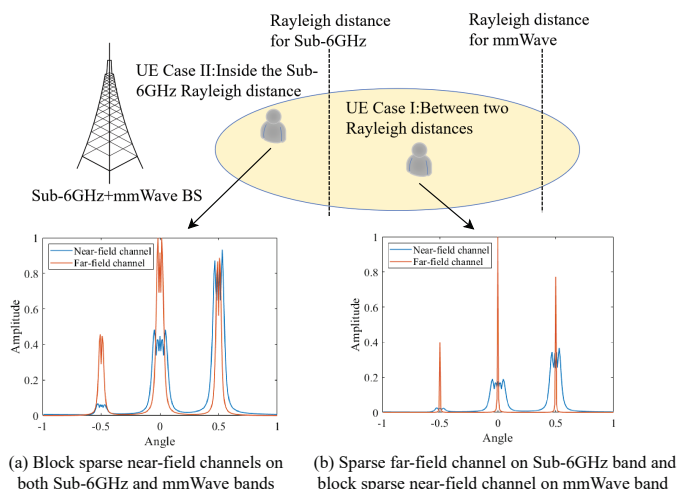 Rayleigh distance
for Sub-6GHz
Rayleigh distance
for mmWave
UE Case II:Inside the Sub-
6GHz Rayleigh distance
UE Case I:Between two
Rayleigh distances
Sub-6GHz+mmWave BS
1
0.8
0.6
0.4
0.2
0
-1
-0.5
0
0.5
1
Amplitude
Angle
Near-field channel
Far-field channel
1
0.8
0.6
0.4
0.2
0
-1
-0.5
0
0.5
1
Amplitude
Angle
Near-field channel
Far-field channel
(a) Block sparse near-field channels on
both Sub-6GHz and mmWave bands
(b) Sparse far-field channel on Sub-6GHz band and
block sparse near-field channel on mmWave band